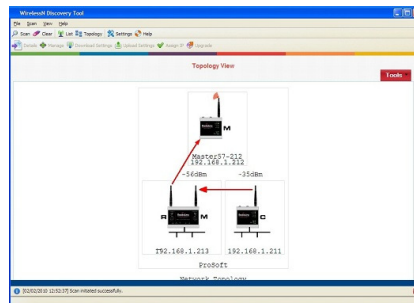 WirelessN Discovery Tool
File Scan View Help
Scan Clear List Topology Settings Help
Details Manage Download Settings Upload Settings Assign IP Upgrade
Topology View
Tools
M
Master57-212
192.168.1.212
-56dBm -35dBm
R M C
192.168.1.213 192.168.1.211
ProSoft
Network Topology
[02/02/2010 12:52:37] Scan initiated successfully.